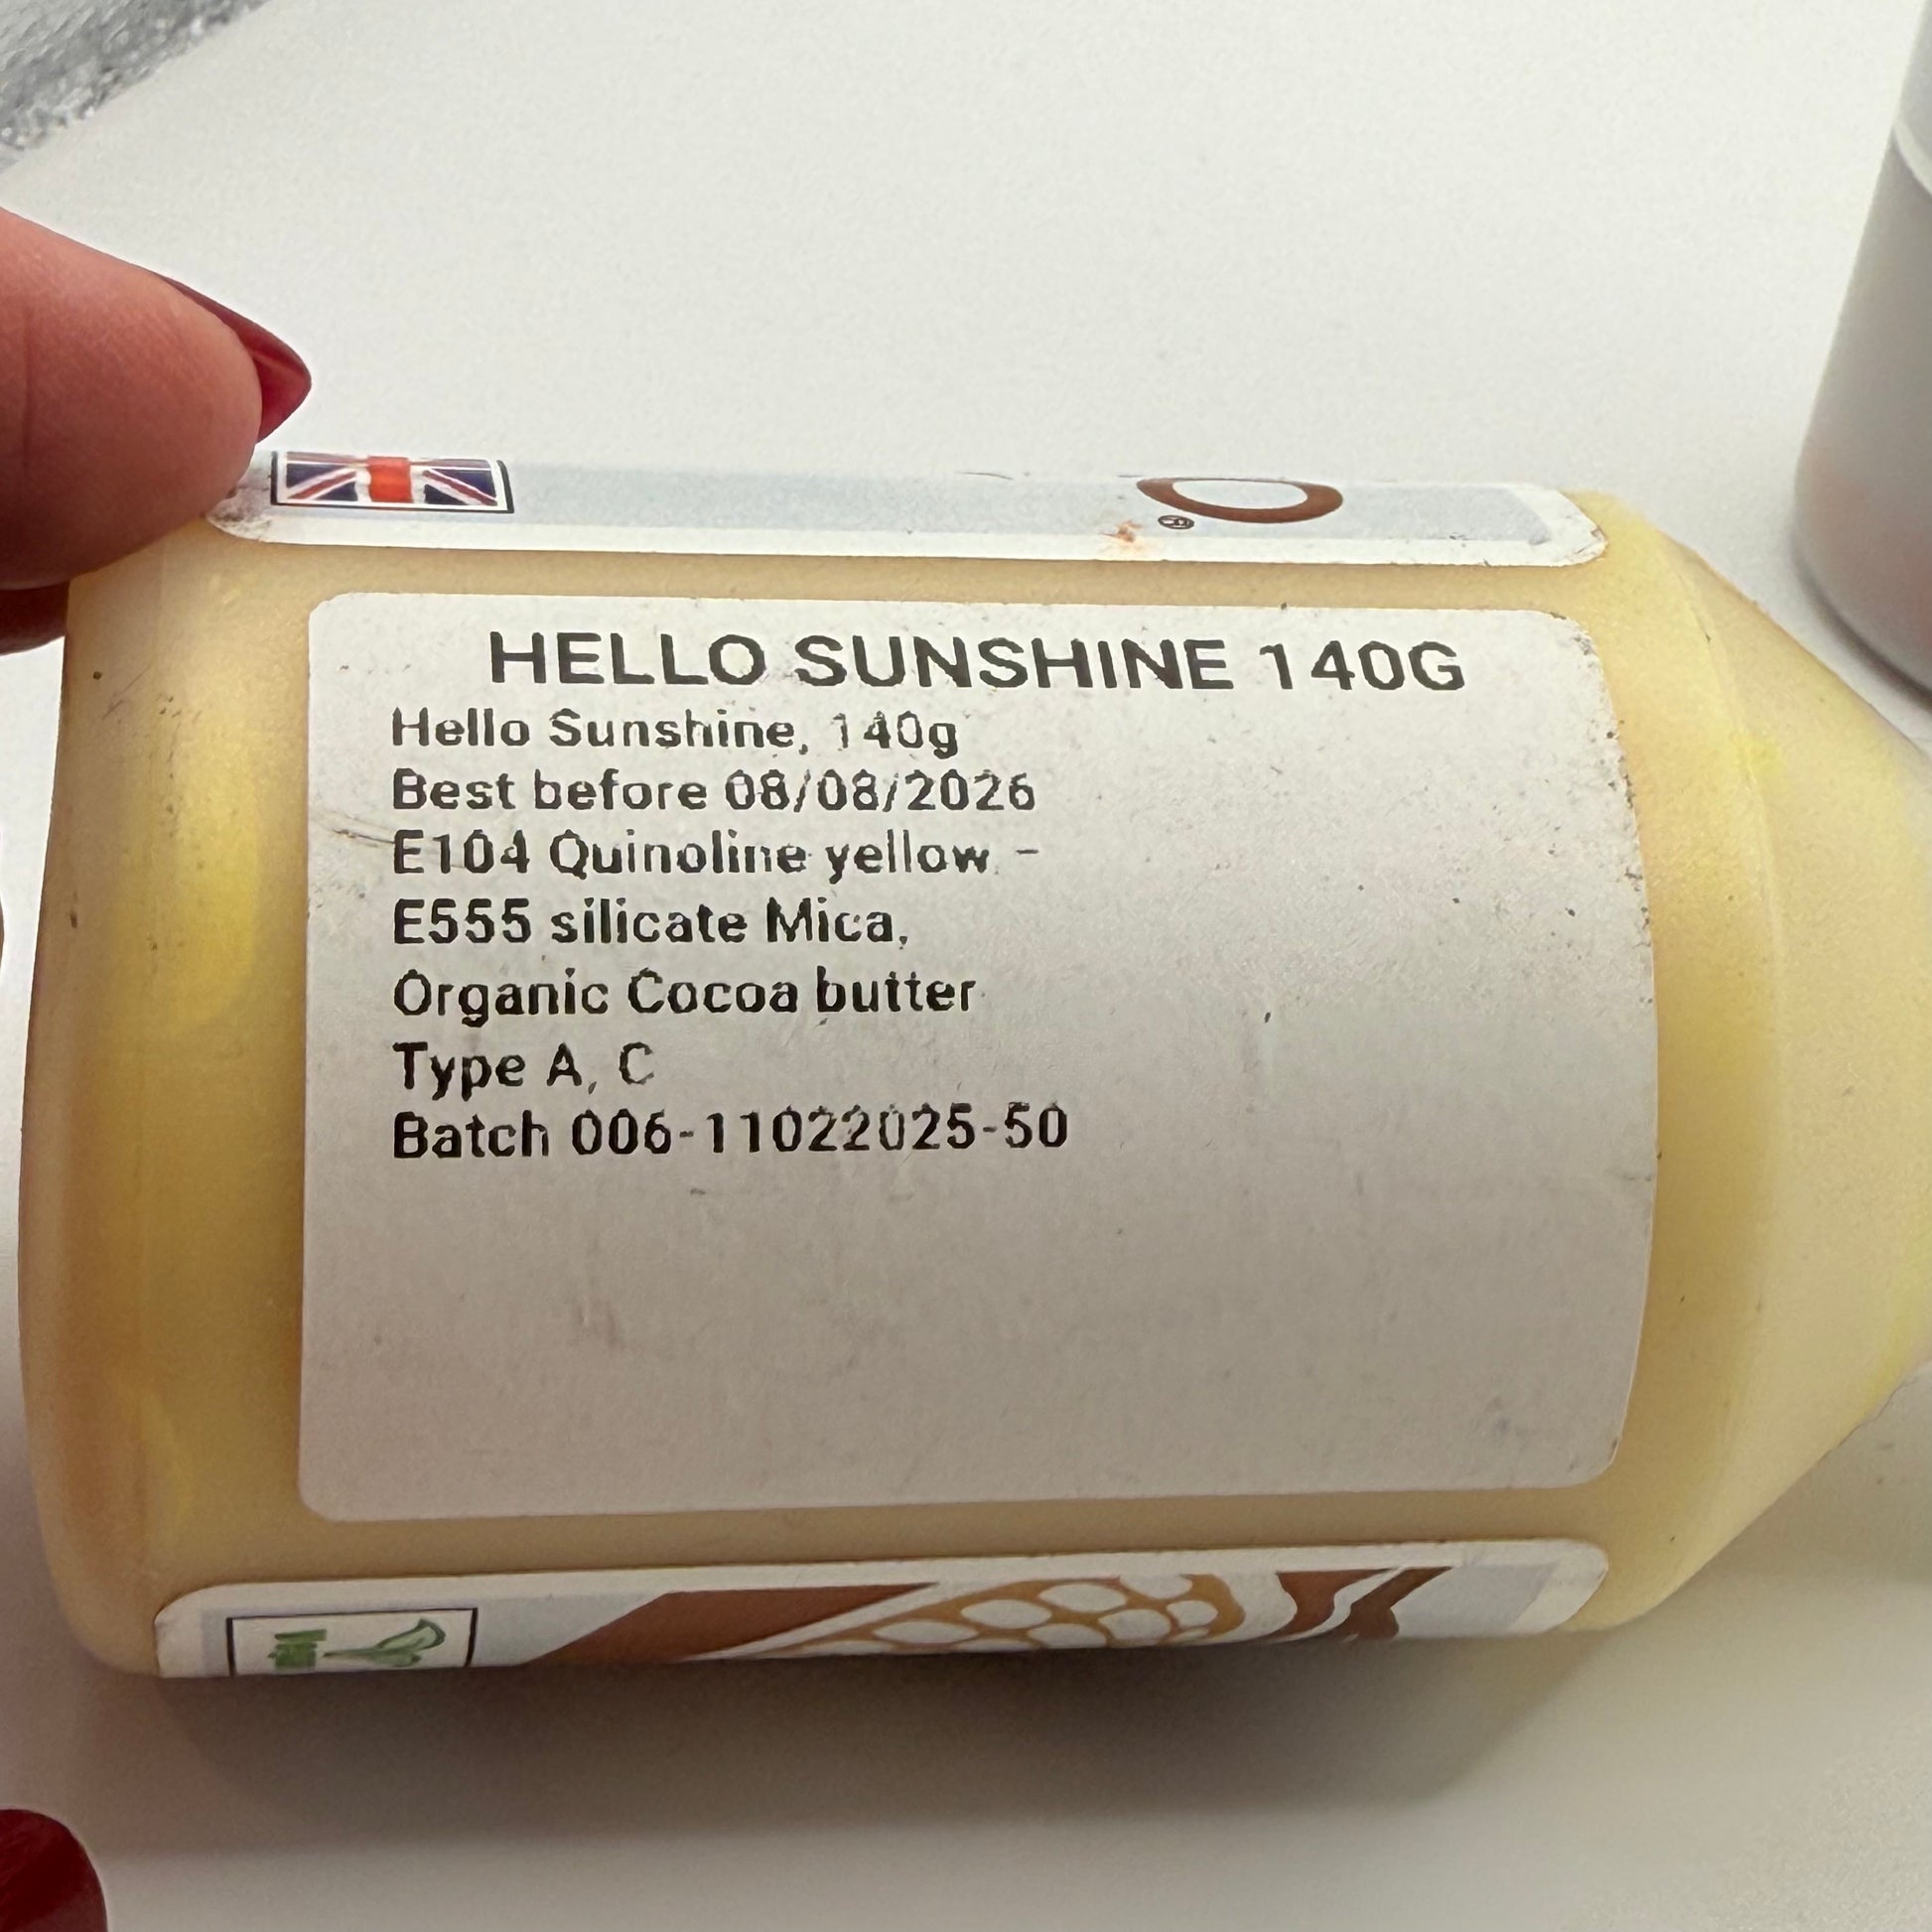 HELLO SUNSHINE 140G
Hello Sunshine, 140g
Best before 08/08/2026
E104 Quinoline yellow -
E555 silicate Mica,
Organic Cocoa butter
Type A, C
Batch 006-11022025-50
®